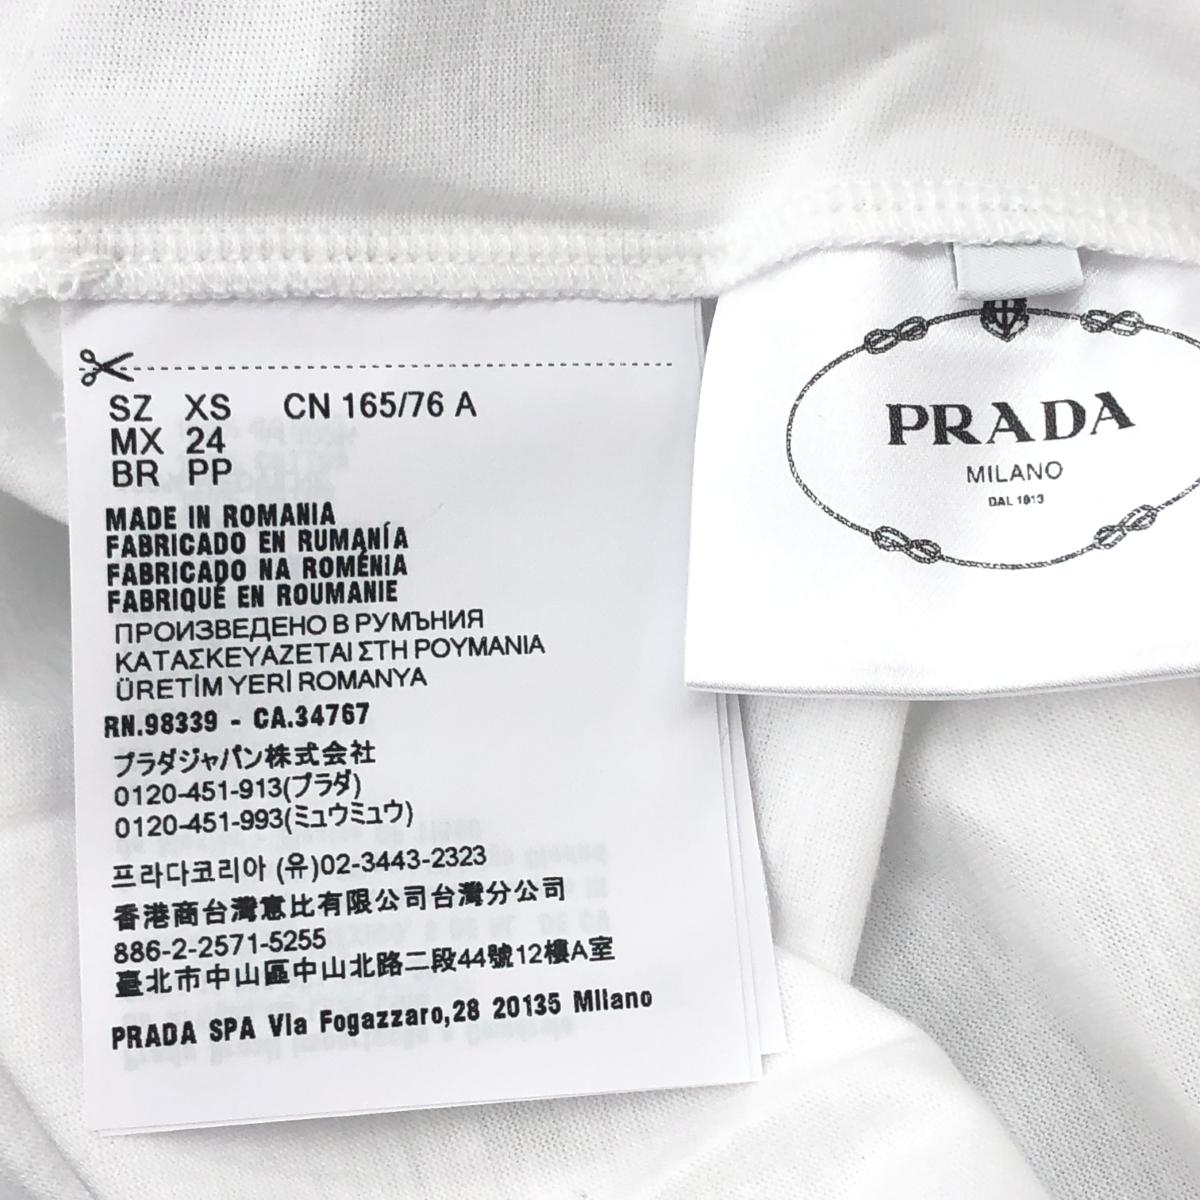 SZ XS CN 165/76 A
MX 24
BR PP
MADE IN ROMANIA
FABRICADO EN RUMANÍA
FABRICADO NA ROMÉNIA
FABRIQUÉ EN ROUMANIE
ПРОИЗВЕДЕНО В РУМЪНИЯ
ΚΑΤΑΣΚΕΥΑΖΕΤΑΙ ΣΤΗ ΡΟΥΜΑΝΙΑ
ÜRETİM YERİ ROMANYA
RN.98339 - CA.34767
プラダジャパン株式会社
0120-451-913(プラダ)
0120-451-993(ミュウミュウ)
프라다코리아 (유)02-3443-2323
香港商台灣惠比有限公司台灣分公司
886-2-2571-5255
臺北市中山區中山北路二段44號12樓A室
PRADA SPA Via Fogazzaro,28 20135 Milano
PRADA
MILANO
DAL 1913